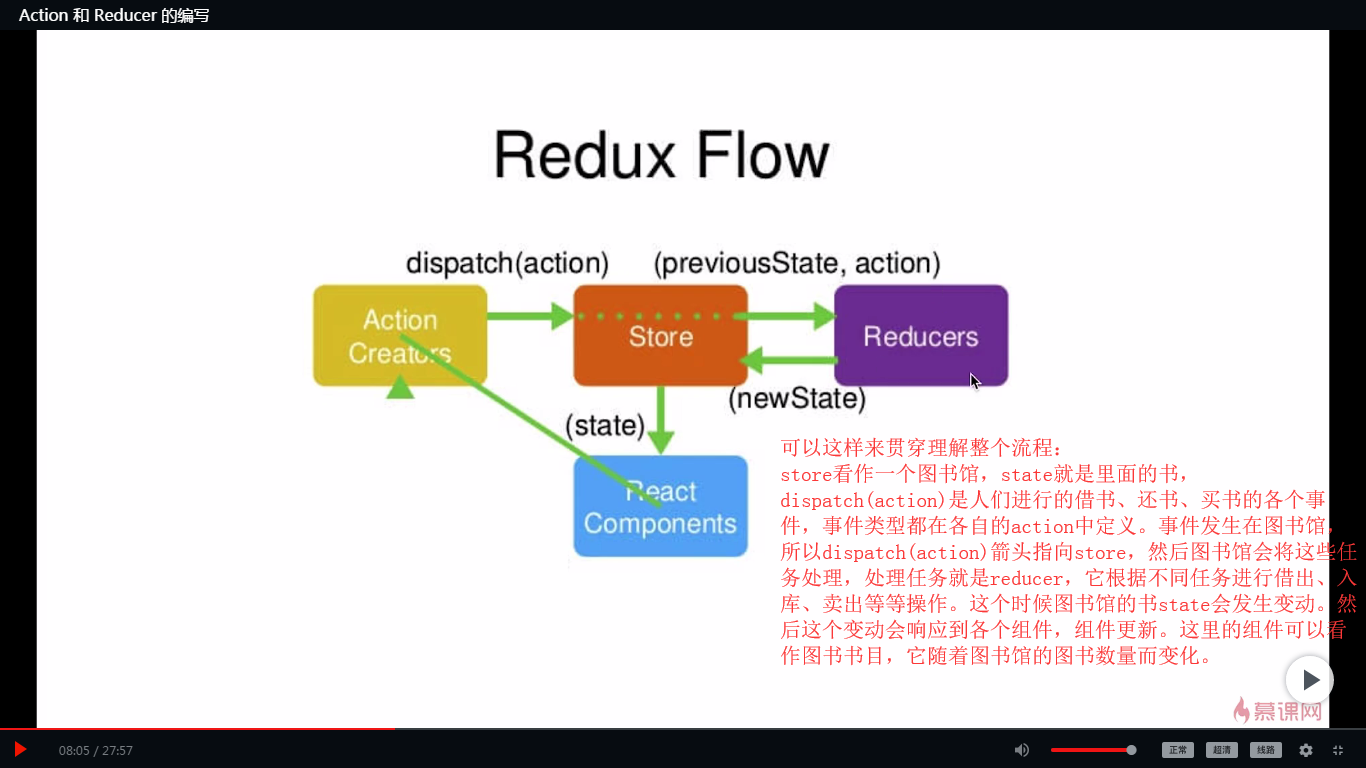 Action 和 Reducer 的编写
Redux Flow
dispatch(action)
(previousState, action)
Action
Creators
Store
Reducers
(newState)
(state)
React
Components
可以这样来贯穿理解整个流程：
store看作一个图书馆，state就是里面的书，
dispatch(action)是人们进行的借书、还书、买书的各个事
件，事件类型都在各自的action中定义。事件发生在图书馆，
所以dispatch(action)箭头指向store，然后图书馆会将这些任
务处理，处理任务就是reducer，它根据不同任务进行借出、入
库、卖出等等操作。这个时候图书馆的书state会发生变动。然
后这个变动会响应到各个组件，组件更新。这里的组件可以看
作图书书目，它随着图书馆的图书数量而变化。
慕课网
08:05 / 27:57
正常
超清
线路